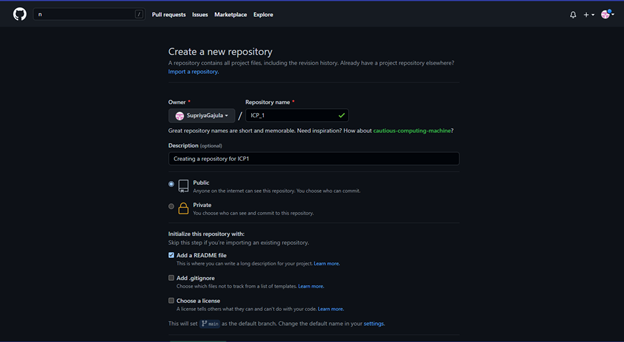 n /
Pull requests Issues Marketplace Explore
Create a new repository
A repository contains all project files, including the revision history. Already have a project repository elsewhere?
Import a repository.
Owner * Repository name *
SupriyaGajula / ICP_1
Great repository names are short and memorable. Need inspiration? How about cautious-computing-machine?
Description (optional)
Creating a repository for ICP1
Public
Anyone on the internet can see this repository. You choose who can commit.
Private
You choose who can see and commit to this repository.
Initialize this repository with:
Skip this step if you're importing an existing repository.
Add a README file
This is where you can write a long description for your project. Learn more.
Add .gitignore
Choose which files not to track from a list of templates. Learn more.
Choose a license
A license tells others what they can and can't do with your code. Learn more.
This will set main as the default branch. Change the default name in your settings.